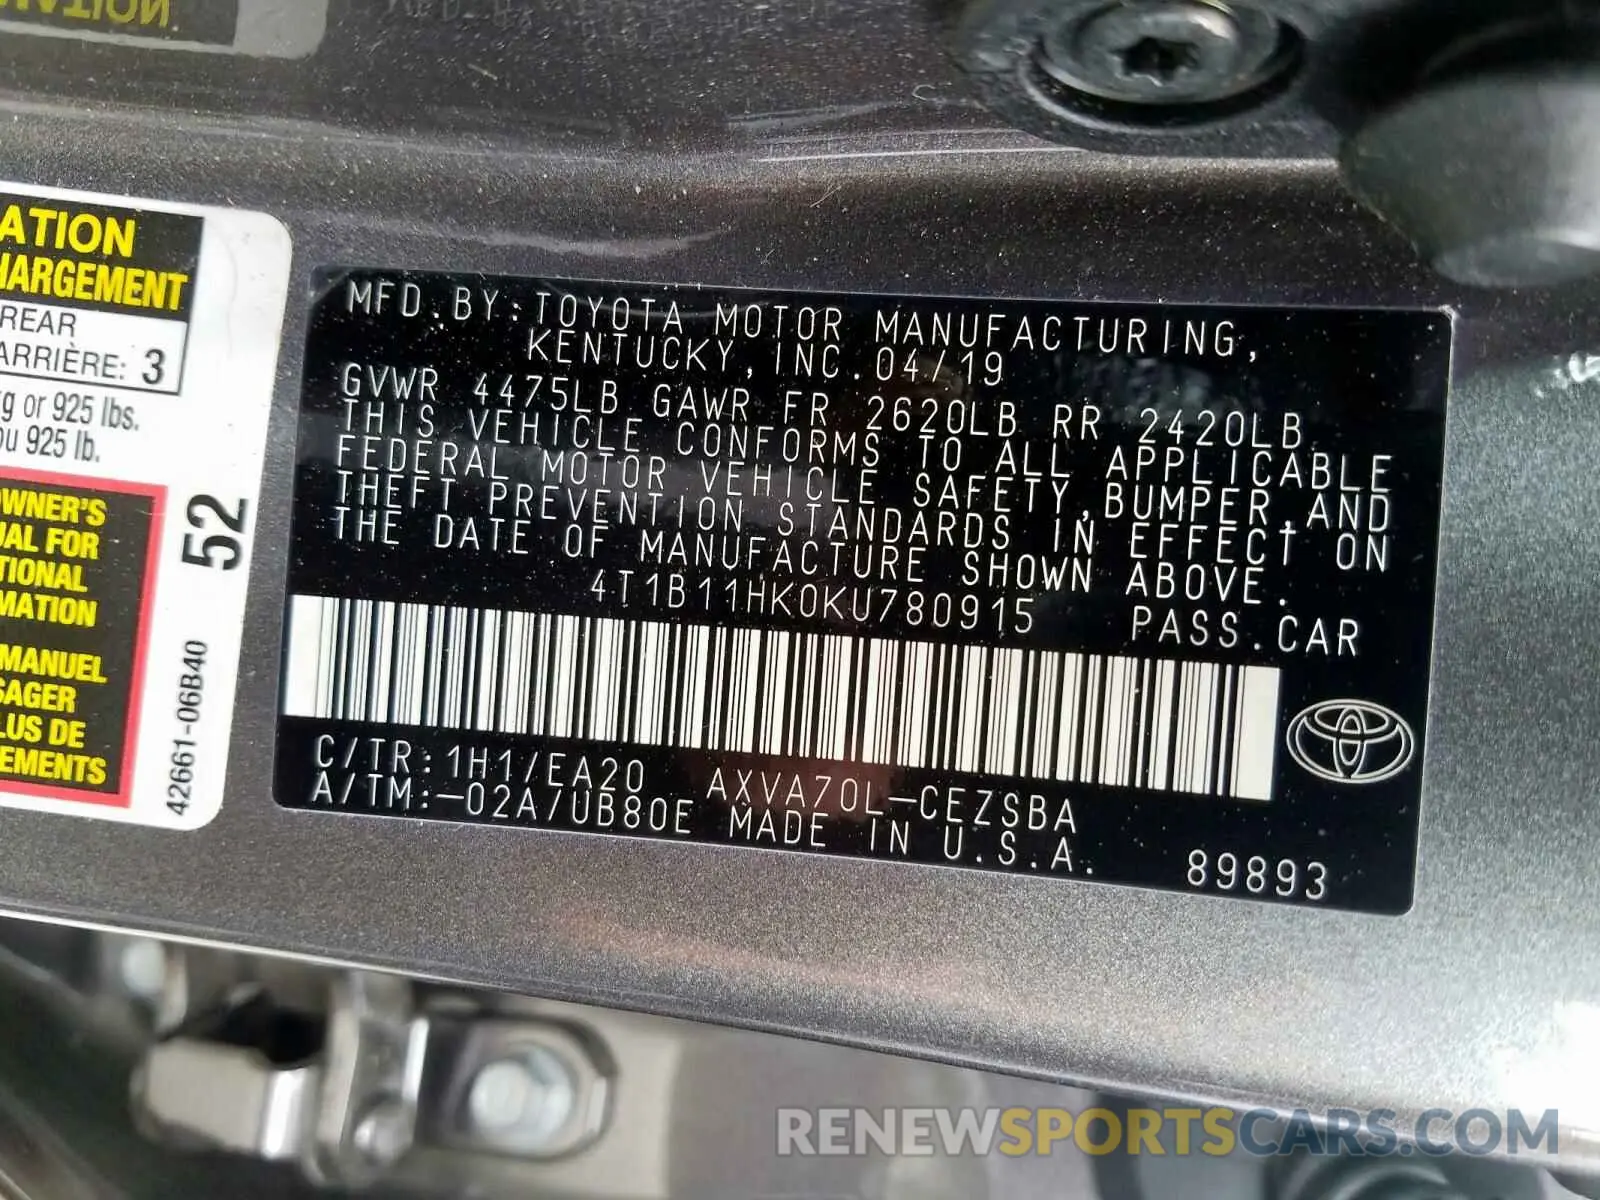 ATION
HARGEMENT
REAR
ARRIÈRE: 3
g or 925 lbs.
ou 925 lb.
OWNER'S
UAL FOR
TIONAL
MATION
MANUEL
SAGER
LUS DE
EMENTS
52
42661-06B40
MFD.BY:TOYOTA MOTOR MANUFACTURING,
KENTUCKY,INC.04/19
GVWR 4475LB GAWR FR 2620LB RR 2420LB
THIS VEHICLE CONFORMS TO ALL APPLICABLE
FEDERAL MOTOR VEHICLE SAFETY,BUMPER,AND
THEFT PREVENTION STANDARDS IN EFFECT ON
THE DATE OF MANUFACTURE SHOWN ABOVE.
4T1B11HK0KU780915 PASS.CAR
C/TR:1H1/EA20 AXVA70L-CEZSBA
A/TM:-02A/UB80E MADE IN U.S.A. 89893
RENEWSPORTSCARS.COM